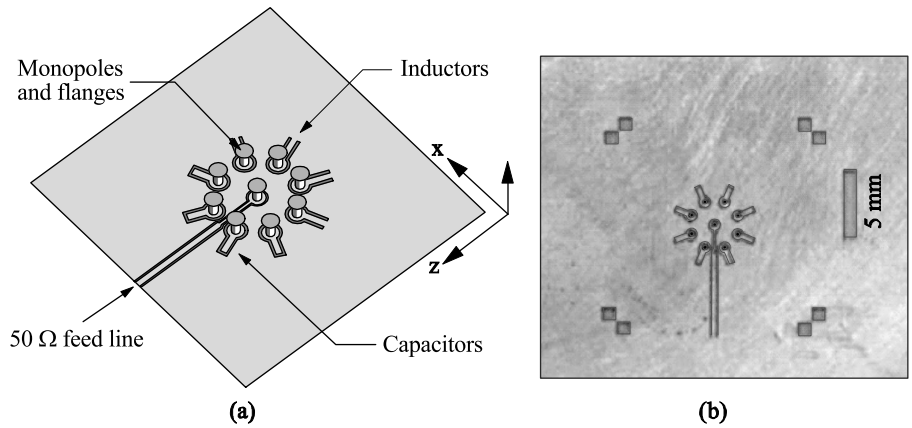 Monopoles
and flanges
Inductors
x
z
50 Ω feed line
Capacitors
5 mm
(a)
(b)